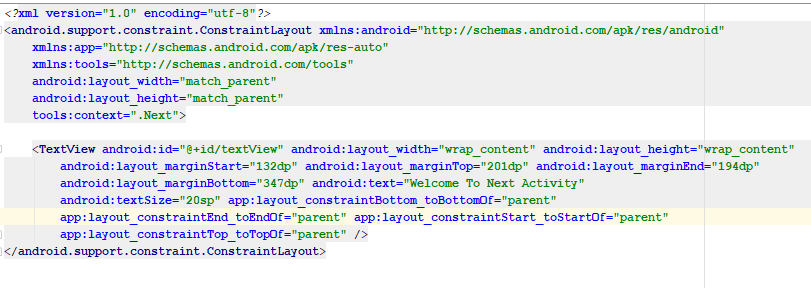 <?xml version="1.0" encoding="utf-8"?>
<android.support.constraint.ConstraintLayout xmlns:android="http://schemas.android.com/apk/res/android"
xmlns:app="http://schemas.android.com/apk/res-auto"
xmlns:tools="http://schemas.android.com/tools"
android:layout_width="match_parent"
android:layout_height="match_parent"
tools:context=".Next">
<TextView android:id="@+id/textView" android:layout_width="wrap_content" android:layout_height="wrap_content"
android:layout_marginStart="132dp" android:layout_marginTop="201dp" android:layout_marginEnd="194dp"
android:layout_marginBottom="347dp" android:text="Welcome To Next Activity"
android:textSize="20sp" app:layout_constraintBottom_toBottomOf="parent"
app:layout_constraintEnd_toEndOf="parent" app:layout_constraintStart_toStartOf="parent"
app:layout_constraintTop_toTopOf="parent" />
</android.support.constraint.ConstraintLayout>